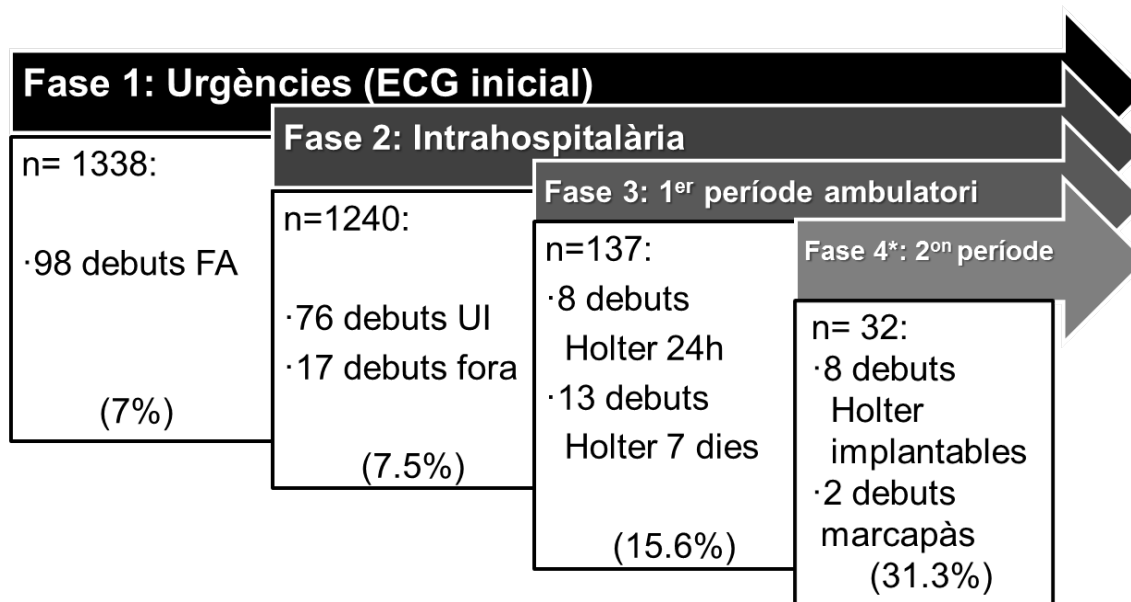 Fase 1: Urgències (ECG inicial)
n= 1338:
·98 debuts FA
(7%)
Fase 2: Intrahospitalària
n=1240:
·76 debuts UI
·17 debuts fora
(7.5%)
Fase 3: 1er període ambulatori
n=137:
·8 debuts
Holter 24h
·13 debuts
Holter 7 dies
(15.6%)
Fase 4*: 2on període
n= 32:
·8 debuts
Holter
implantables
·2 debuts
marcapàs
(31.3%)